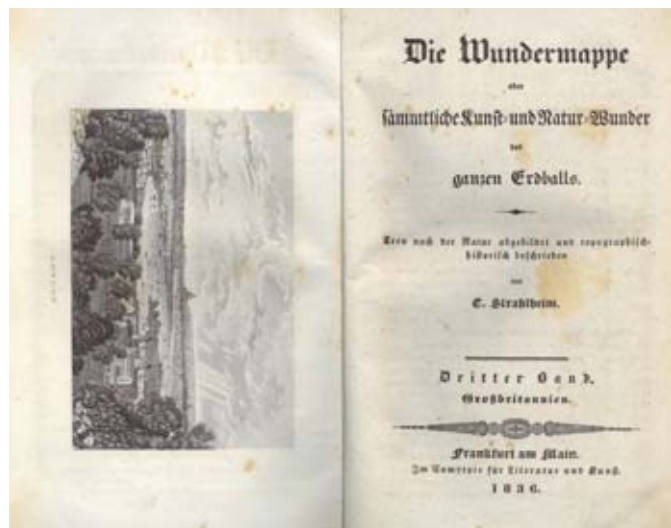 Die Wundermappe
oder
sämmtliche Kunst- und Natur-Wunder
des
ganzen Erdballs.
Treu nach der Natur abgebildet und topographisch-
historisch beschrieben
von
C. Strahlheim.
Dritter Band.
Großbritannien.
Frankfurt am Main.
Im Comptoir für Literatur und Kunst.
1836.